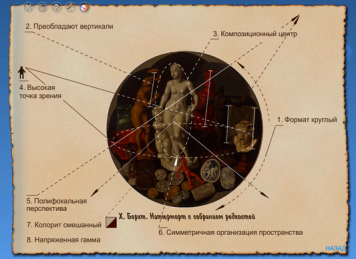 2. Преобладают вертикали
3. Композиционный центр
4. Высокая
точка зрения
1. Формат круглый
5. Полифокальная
перспектива
7. Колорит смешанный
8. Напряженная гамма
Х. Борхт. Натюрморт с собранием редкостей
6. Симметричная организация пространства
НАЗАД